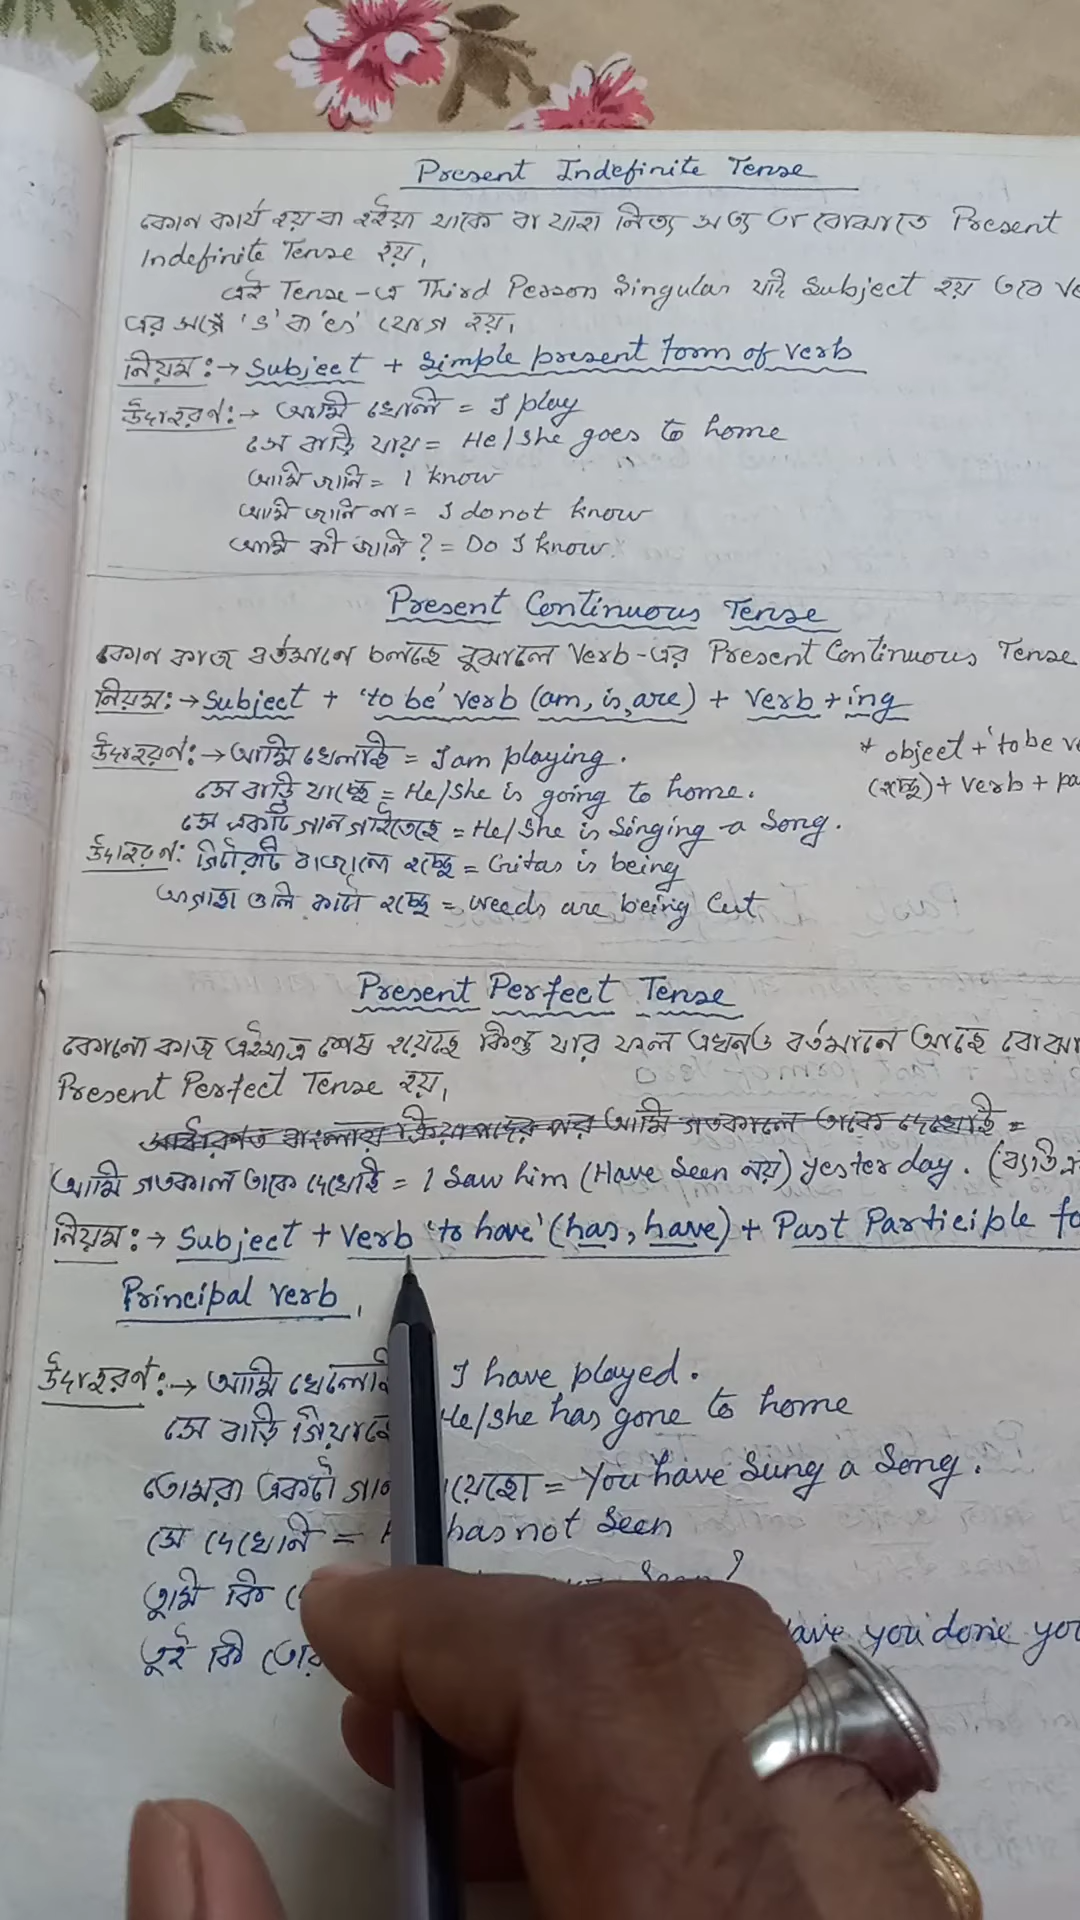 Present Indefinite Tense
কোন কার্য হয় বা হইয়া থাকে বা যাহা নিত্য সত্য তা বোঝাতে Present
Indefinite Tense হয়,
এই Tense-এ Third Person Singular যদি Subject হয় তবে
এর সঙ্গে 's' বা 'es' যোগ হয়,
নিয়ম:→ Subject + Simple present form of verb
উদাহরণ:→ আমি খেলি = I play
সে বাড়ি যায় = He/She goes to home
আমি জানি = I know
আমি জানি না = I do not know
আমি কী জানি? = Do I know.
Present Continuous Tense
কোন কাজ বর্তমানে চলছে বুঝালে Verb-এর Present Continuous Tense
নিয়ম:→ Subject + 'to be' verb (am, is, are) + verb + ing
উদাহরণ:→ আমি খেলছি = I am playing.
* object + 'to be
সে বাড়ি যাচ্ছে = He/She is going to home.
(হচ্ছে) + verb +
সে একটি গান গাইতেছে = He/She is Singing a Song.
উদাহরণ: গিটারটি বাজানো হচ্ছে = Guitar is being
আগাছা গুলি কাটা হচ্ছে = weeds are being Cut
Present Perfect Tense
কোনো কাজ এইমাত্র শেষ হয়েছে কিন্তু যার ফল এখনও বর্তমানে আছে
Present Perfect Tense হয়,
আমি গতকাল তাকে দেখেছি =
আমি গতকাল তাকে দেখেছি = I Saw him (Have Seen নয়) yesterday.
নিয়ম:→ Subject + Verb 'to have' (has, have) + Past Participle
Principal Verb,
উদাহরণ:→ আমি I have played.
সে বাড়ি He/She has gone to home
তোমরা একটা = You have Sung a Song.
সে দেখেনি = has not Seen
তুমি কি Seen?
তুই কী have you done